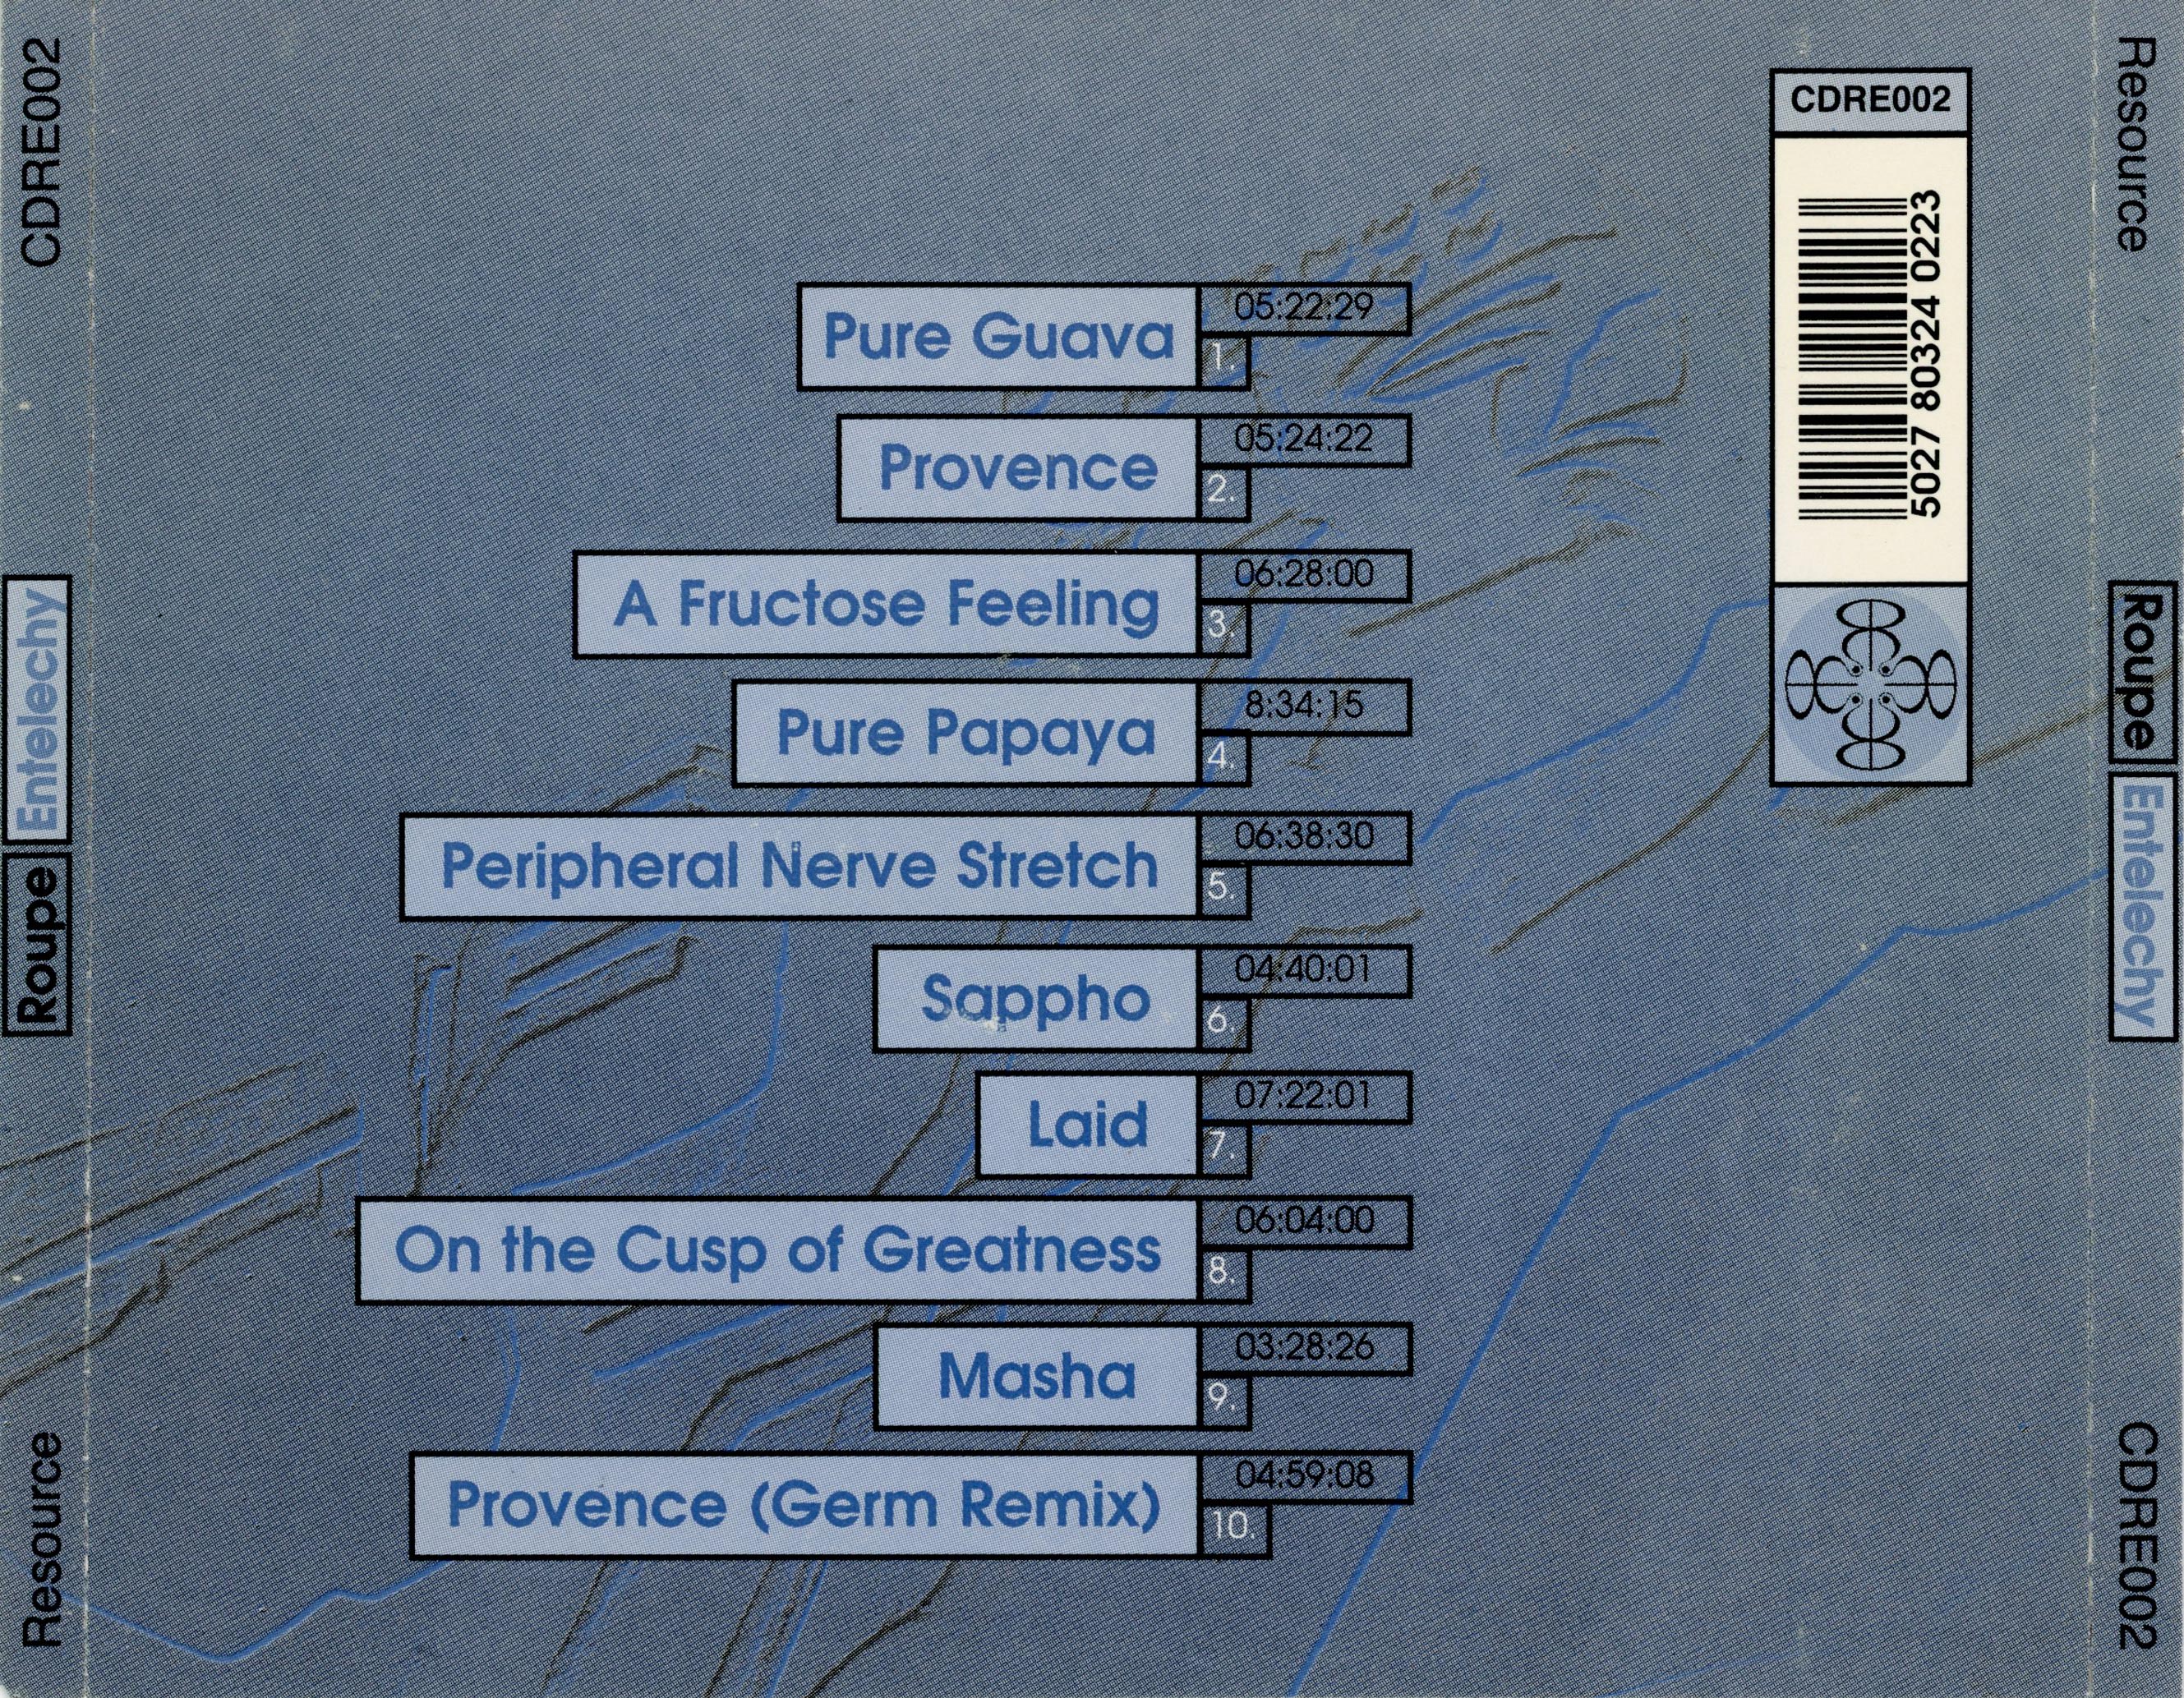 CDRE002
Entelechy
Roupe
Resource
Pure Guava
05:22:29
1.
Provence
05:24:22
2.
A Fructose Feeling
06:28:00
3.
Pure Papaya
8:34:15
4.
Peripheral Nerve Stretch
06:38:30
5.
Sappho
04:40:01
6.
Laid
07:22:01
7.
On the Cusp of Greatness
06:04:00
8.
Masha
03:28:26
9.
Provence (Germ Remix)
04:59:08
10.
CDRE002
5027 80324 0223
Resource
Roupe
Entelechy
CDRE002